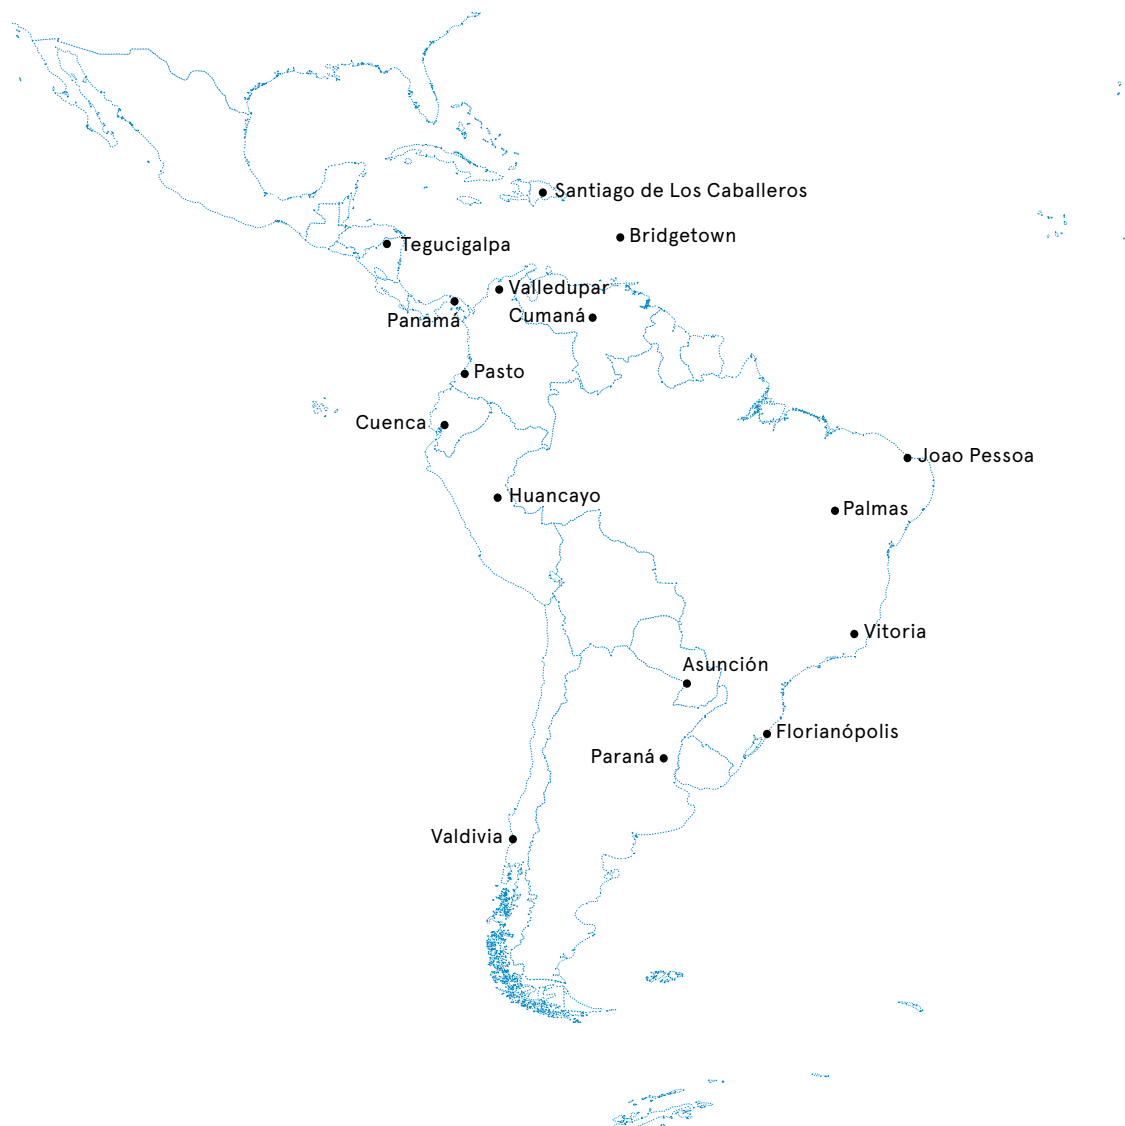 Santiago de Los Caballeros
Bridgetown
Tegucigalpa
Valledupar
Cumaná
Panamá
Pasto
Cuenca
Joao Pessoa
Huancayo
Palmas
Vitoria
Asunción
Florianópolis
Paraná
Valdivia